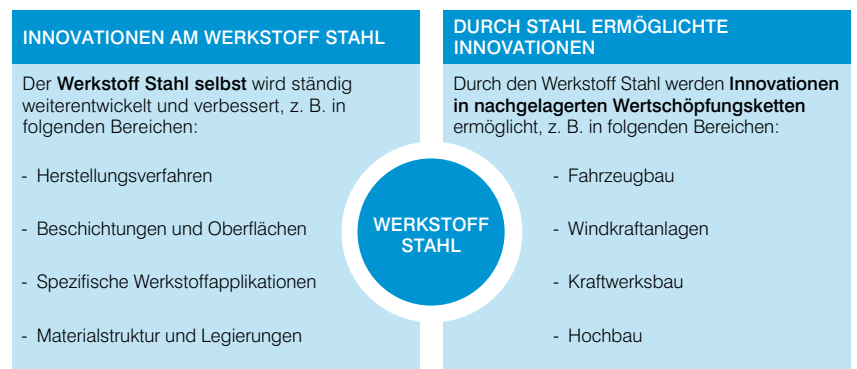 INNOVATIONEN AM WERKSTOFF STAHL
Der Werkstoff Stahl selbst wird ständig
weiterentwickelt und verbessert, z. B. in
folgenden Bereichen:
- Herstellungsverfahren
- Beschichtungen und Oberflächen
- Spezifische Werkstoffapplikationen
- Materialstruktur und Legierungen
WERKSTOFF
STAHL
DURCH STAHL ERMÖGLICHTE
INNOVATIONEN
Durch den Werkstoff Stahl werden Innovationen
in nachgelagerten Wertschöpfungsketten
ermöglicht, z. B. in folgenden Bereichen:
- Fahrzeugbau
- Windkraftanlagen
- Kraftwerksbau
- Hochbau